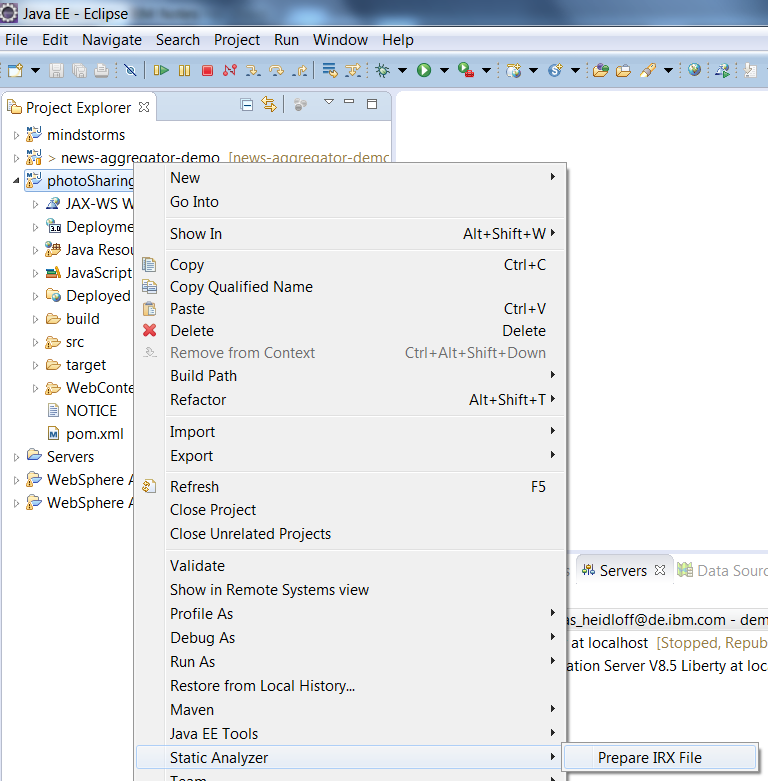 Java EE - Eclipse
File Edit Navigate Search Project Run Window Help
Project Explorer
mindstorms
> news-aggregator-demo [news-aggregator-demo
photoSharing
JAX-WS W
Deployme
Java Resou
JavaScript
Deployed
build
src
target
WebConte
NOTICE
pom.xml
Servers
WebSphere A
WebSphere A
New
Go Into
Show In Alt+Shift+W
Copy Ctrl+C
Copy Qualified Name
Paste Ctrl+V
Delete Delete
Remove from Context Ctrl+Alt+Shift+Down
Build Path
Refactor Alt+Shift+T
Import
Export
Refresh F5
Close Project
Close Unrelated Projects
Validate
Show in Remote Systems view
Profile As
Debug As
Run As
Restore from Local History...
Maven
Java EE Tools
Static Analyzer
Team
Prepare IRX File
Servers Data Sourc
as_heidloff@de.ibm.com - dem
at localhost [Stopped, Repub
ation Server V8.5 Liberty at loc